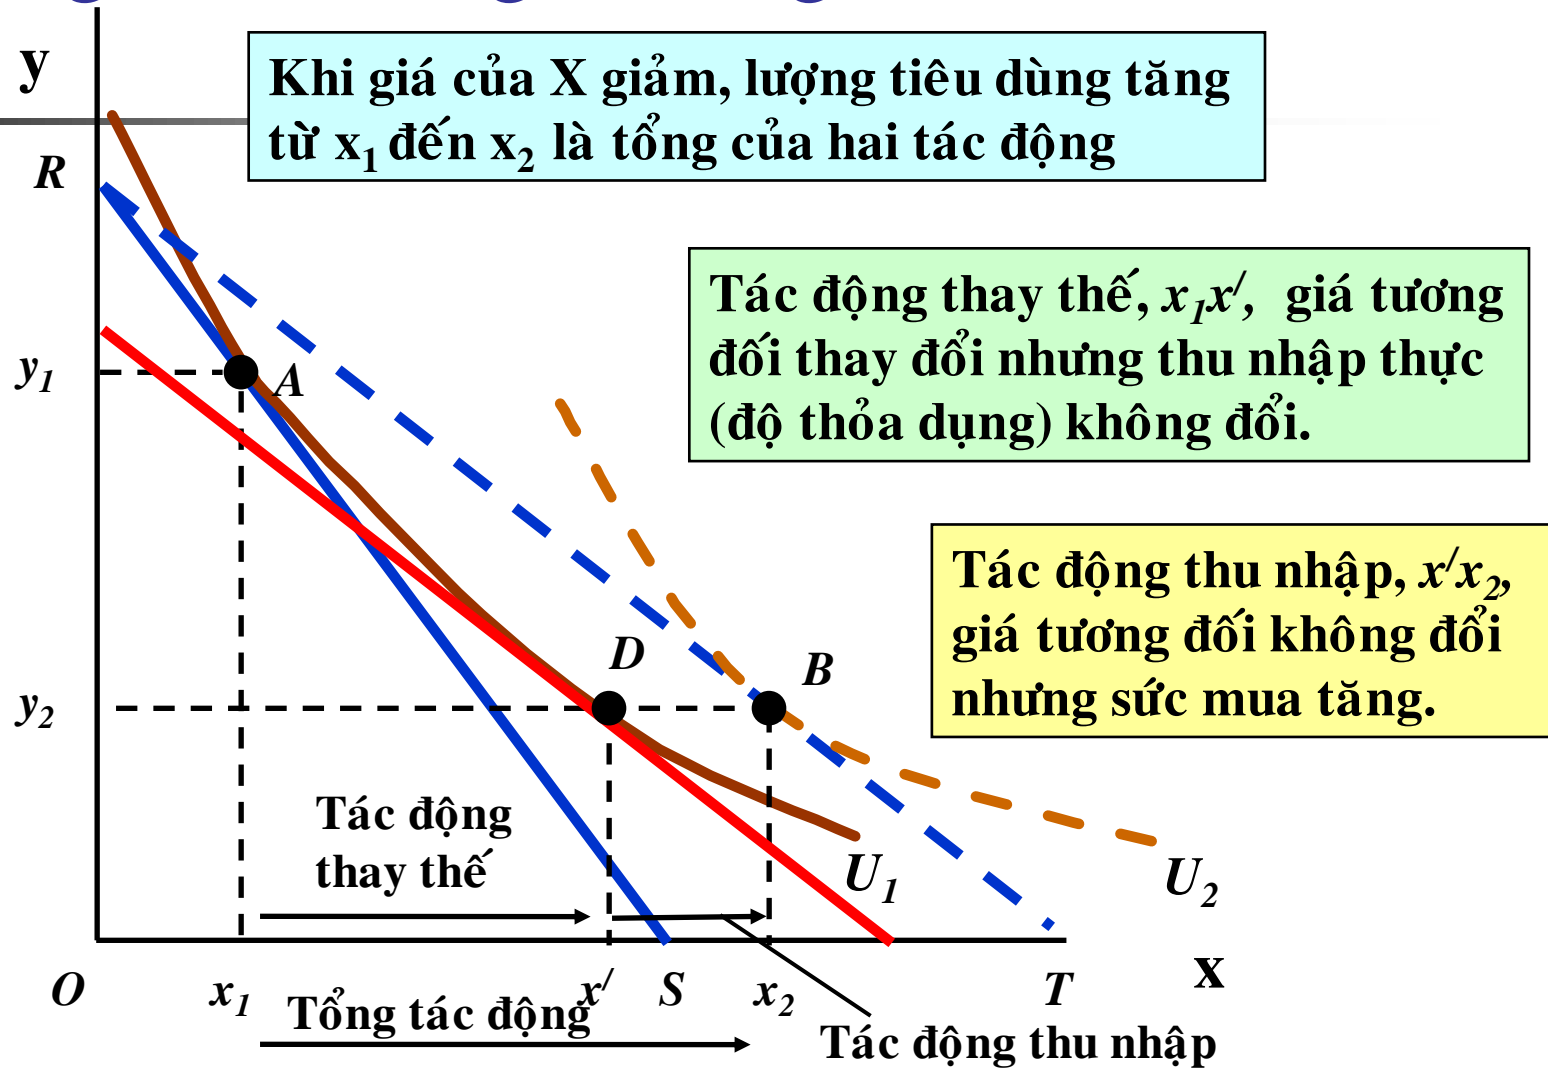 y
Khi giá của X giảm, lượng tiêu dùng tăng
từ x₁ đến x₂ là tổng của hai tác động
R
Tác động thay thế, x₁x/, giá tương
đối thay đổi nhưng thu nhập thực
(độ thỏa dụng) không đổi.
y₁
A
Tác động thu nhập, x/x₂,
giá tương đối không đổi
nhưng sức mua tăng.
D
B
y₂
Tác động
thay thế
U₁
U₂
O
x₁
x/
S
x₂
T
x
Tổng tác động
Tác động thu nhập